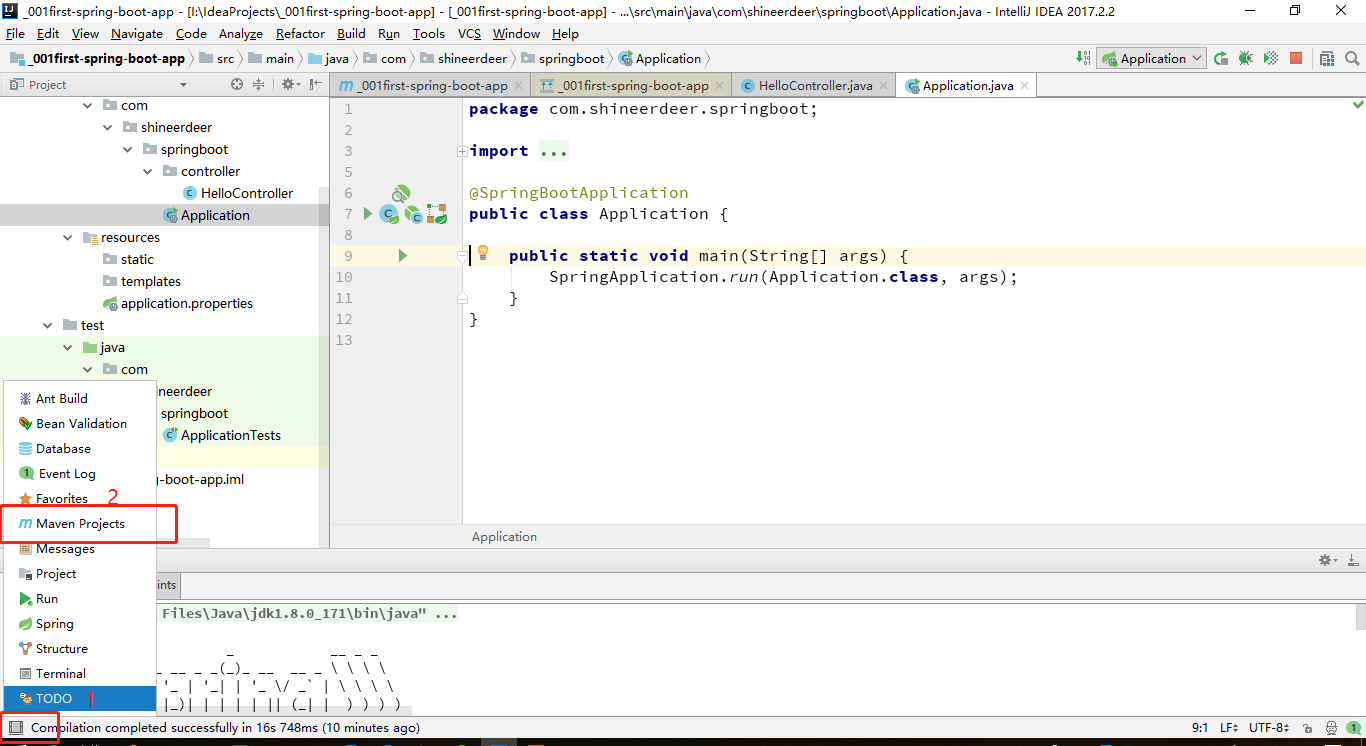 _001first-spring-boot-app - [I:\IdeaProjects\_001first-spring-boot-app] - [_001first-spring-boot-app] - ...\src\main\java\com\shineerdeer\springboot\Application.java - IntelliJ IDEA 2017.2.2
File Edit View Navigate Code Analyze Refactor Build Run Tools VCS Window Help
_001first-spring-boot-app src main java com shineerdeer springboot Application
Application
Project
_001first-spring-boot-app
_001first-spring-boot-app
HelloController.java
Application.java
com
shineerdeer
springboot
controller
HelloController
Application
resources
static
templates
application.properties
test
java
com
ineerdeer
springboot
ApplicationTests
g-boot-app.iml
1 package com.shineerdeer.springboot;
2
3 import ...
5
6 @SpringBootApplication
7 public class Application {
8
9 public static void main(String[] args) {
10 SpringApplication.run(Application.class, args);
11 }
12 }
13
Application
Ant Build
Bean Validation
Database
1 Event Log
Favorites 2
m Maven Projects
Messages
Project
Run
Spring
Structure
Terminal
TODO 1
ints
Files\Java\jdk1.8.0_171\bin\java" ...
Compilation completed successfully in 16s 748ms (10 minutes ago)
9:1 LF UTF-8 1